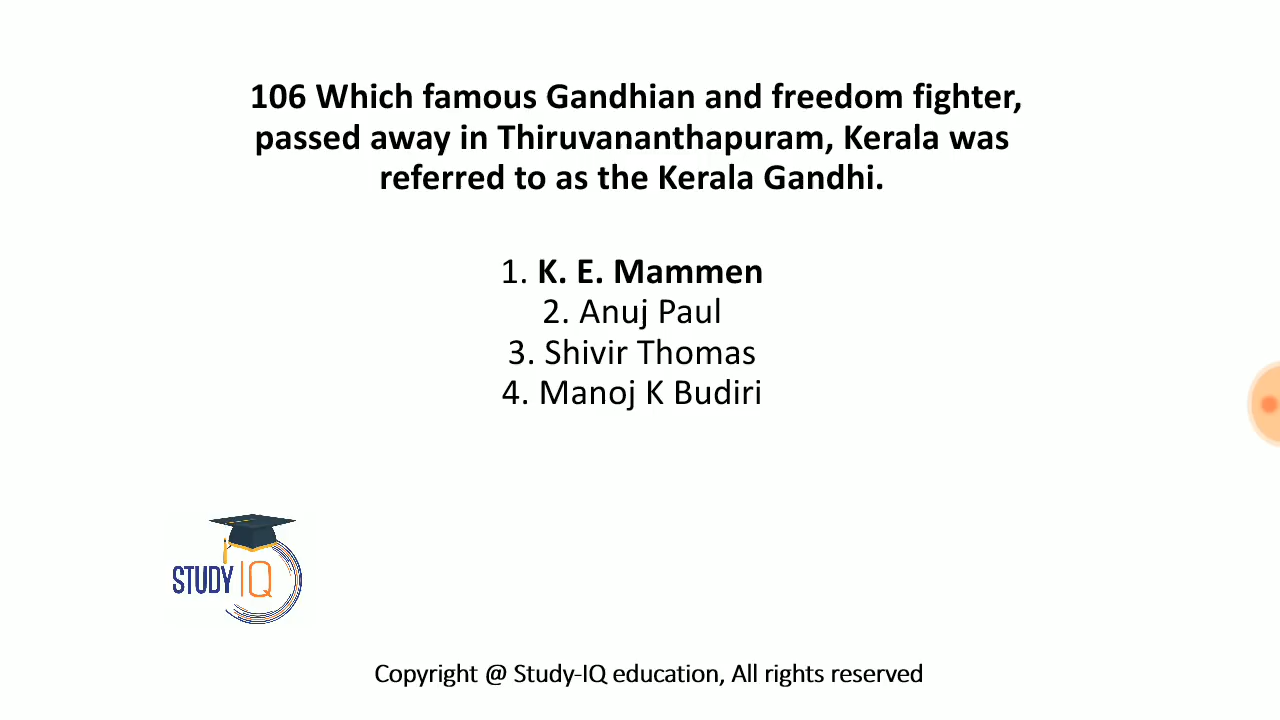 106 Which famous Gandhian and freedom fighter,
passed away in Thiruvananthapuram, Kerala was
referred to as the Kerala Gandhi.
1. K. E. Mammen
2. Anuj Paul
3. Shivir Thomas
4. Manoj K Budiri
STUDY IQ
Copyright @ Study-IQ education, All rights reserved